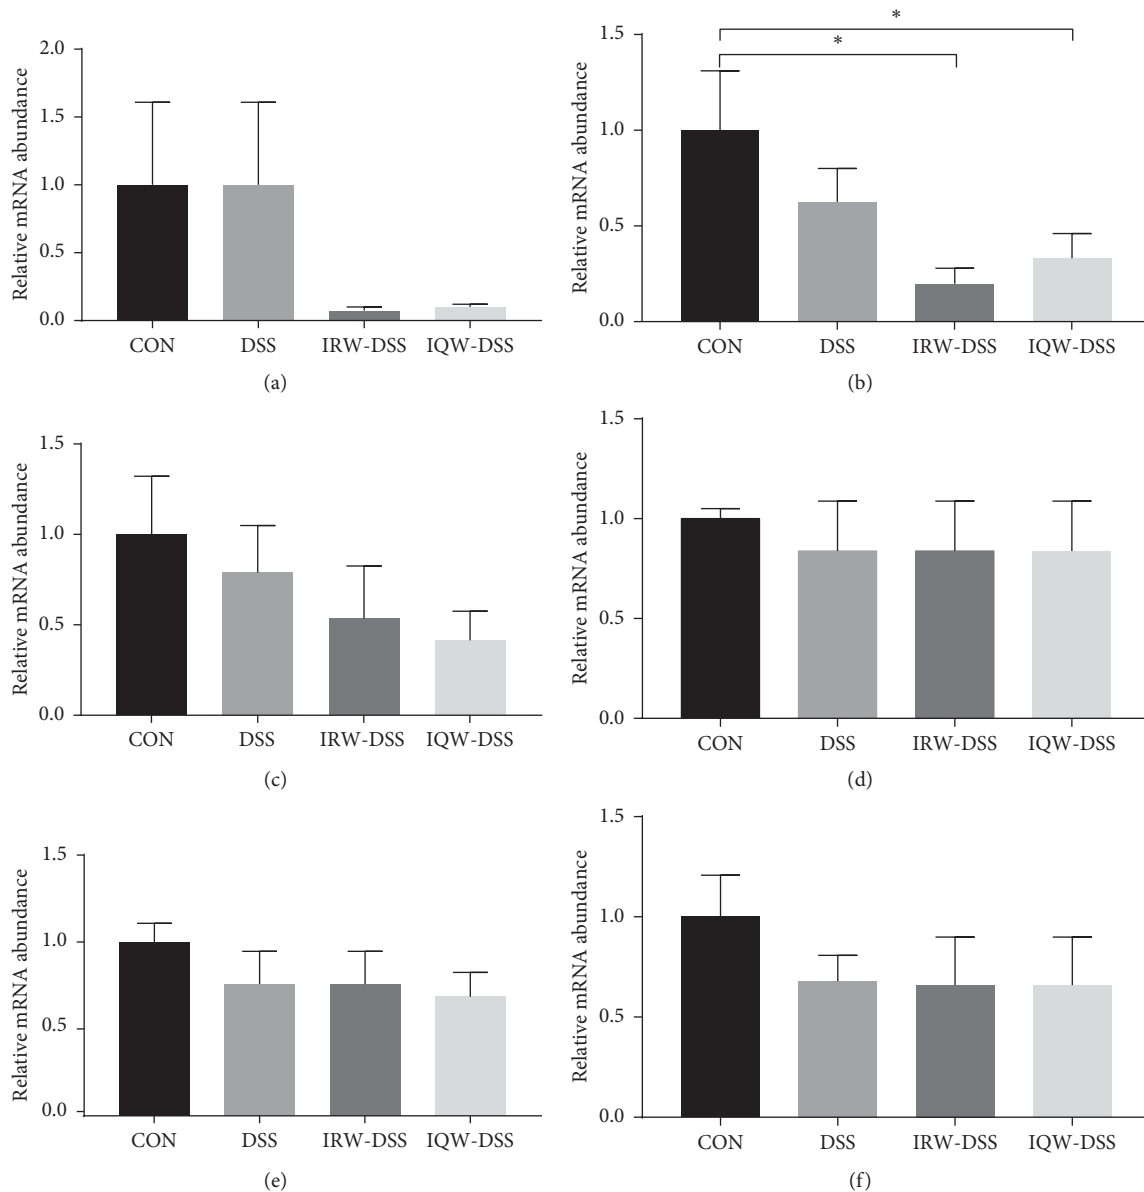 Relative mRNA abundance
2.0
1.5
1.0
0.5
0.0
CON DSS IRW-DSS IQW-DSS
(a)
Relative mRNA abundance
1.5
1.0
0.5
0.0
*
*
CON DSS IRW-DSS IQW-DSS
(b)
Relative mRNA abundance
1.5
1.0
0.5
0.0
CON DSS IRW-DSS IQW-DSS
(c)
Relative mRNA abundance
1.5
1.0
0.5
0.0
CON DSS IRW-DSS IQW-DSS
(d)
Relative mRNA abundance
1.5
1.0
0.5
0.0
CON DSS IRW-DSS IQW-DSS
(e)
Relative mRNA abundance
1.5
1.0
0.5
0.0
CON DSS IRW-DSS IQW-DSS
(f)